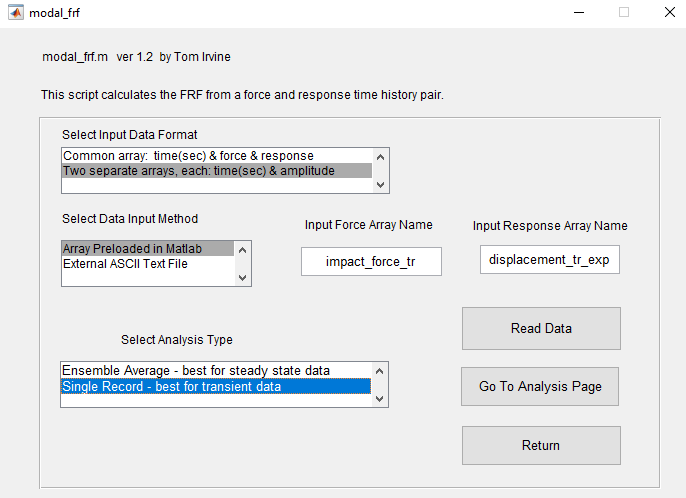 modal_frf
modal_frf.m ver 1.2 by Tom Irvine
This script calculates the FRF from a force and response time history pair.
Select Input Data Format
Common array: time(sec) & force & response
Two separate arrays, each: time(sec) & amplitude
Select Data Input Method
Array Preloaded in Matlab
External ASCII Text File
Input Force Array Name
impact_force_tr
Input Response Array Name
displacement_tr_exp
Read Data
Select Analysis Type
Ensemble Average - best for steady state data
Single Record - best for transient data
Go To Analysis Page
Return